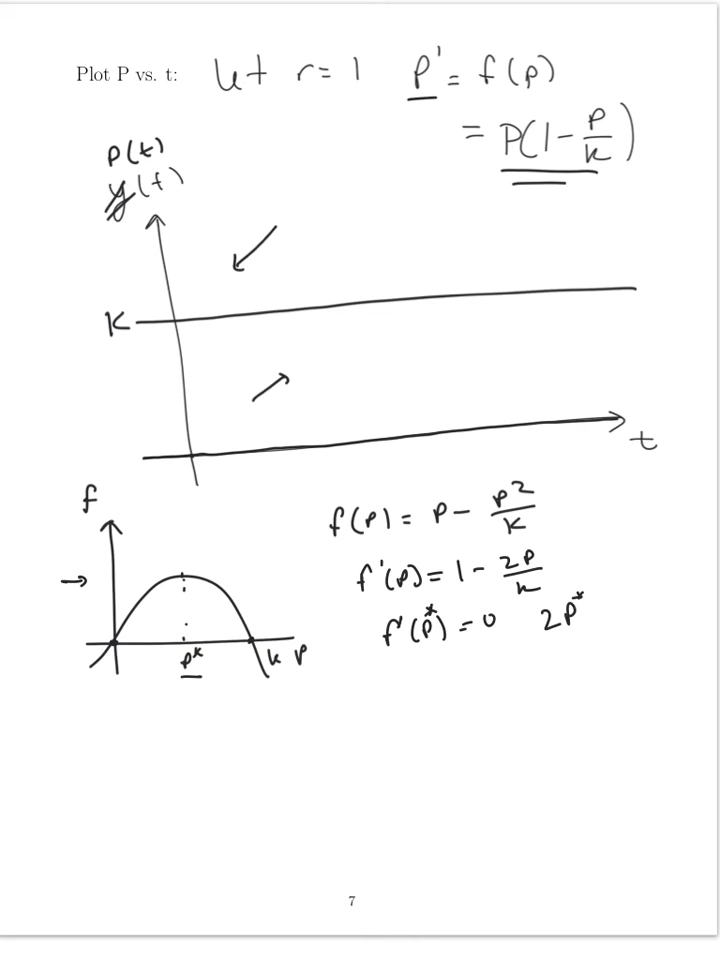 Plot P vs. t: let r = 1 P' = f(P)
= P(1 - P/K)
P(t)
y(t)
K
t
f
f(P) = P - P²/K
f'(P) = 1 - 2P/K
f'(P*) = 0 2P*
P* K P
7